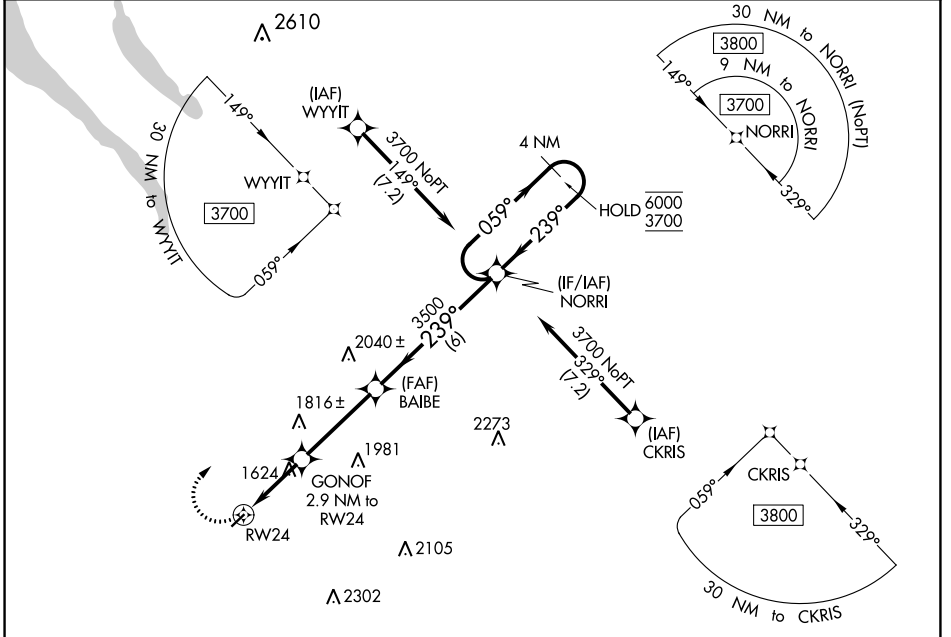 2610
30 NM to NORRI (NoPT)
3800
9 NM to NORRI
3700
149°
NORRI
329°
(IAF)
WYYIT
3700 NoPT
149°
(7.2)
149°
30 NM to WYYIT
WYYIT
3700
059°
4 NM
HOLD
6000
3700
059°
239°
(IF/IAF)
NORRI
3500
239°
(6)
2040 ±
(FAF)
BAIBE
3700 NoPT
329°
(7.2)
(IAF)
CKRIS
1816 ±
2273
1981
1624
GONOF
2.9 NM to
RW24
RW24
2105
2302
CKRIS
059°
3800
329°
30 NM to CKRIS